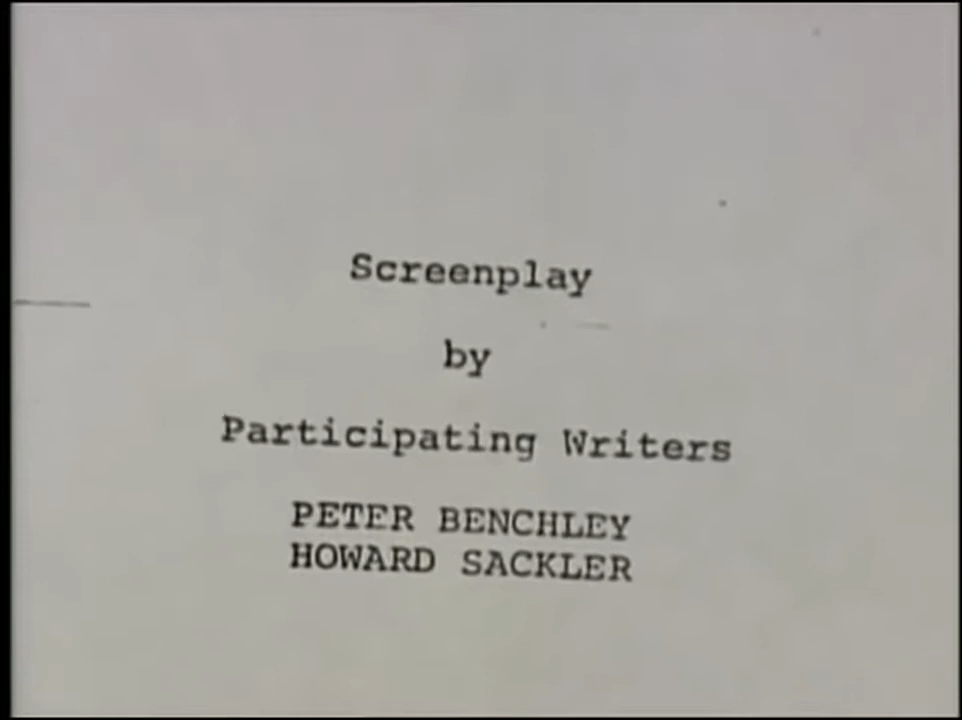 Screenplay
by
Participating Writers
PETER BENCHLEY
HOWARD SACKLER